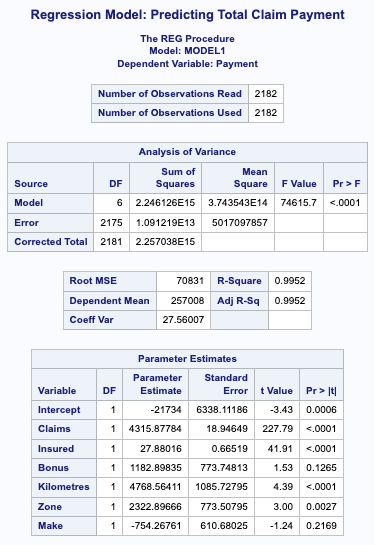 Regression Model: Predicting Total Claim Payment
The REG Procedure
Model: MODEL1
Dependent Variable: Payment
Number of Observations Read 2182
Number of Observations Used 2182
Analysis of Variance
Source DF Sum of Squares Mean Square F Value Pr > F
Model 6 2.246126E15 3.743543E14 74615.7 <.0001
Error 2175 1.091219E13 5017097857
Corrected Total 2181 2.257038E15
Root MSE 70831 R-Square 0.9952
Dependent Mean 257008 Adj R-Sq 0.9952
Coeff Var 27.56007
Parameter Estimates
Variable DF Parameter Estimate Standard Error t Value Pr > |t|
Intercept 1 -21734 6338.11186 -3.43 0.0006
Claims 1 4315.87784 18.94649 227.79 <.0001
Insured 1 27.88016 0.66519 41.91 <.0001
Bonus 1 1182.89835 773.74813 1.53 0.1265
Kilometres 1 4768.56411 1085.72795 4.39 <.0001
Zone 1 2322.89666 773.50795 3.00 0.0027
Make 1 -754.26761 610.68025 -1.24 0.2169